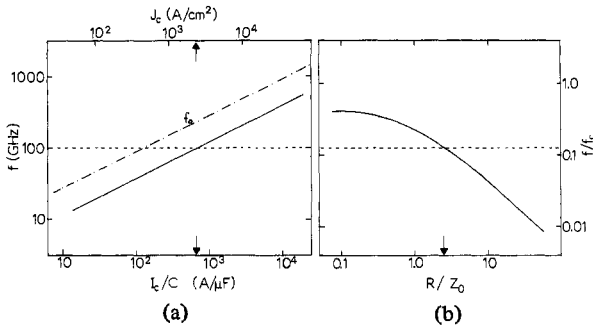 J_c (A/cm²)
10² 10³ 10⁴
f (GHz)
1000
100
10
f_a
10 10² 10³ 10⁴
I_c/C (A/μF)
(a)
f/f_c
1.0
0.1
0.01
0.1 1.0 10
R/Z₀
(b)